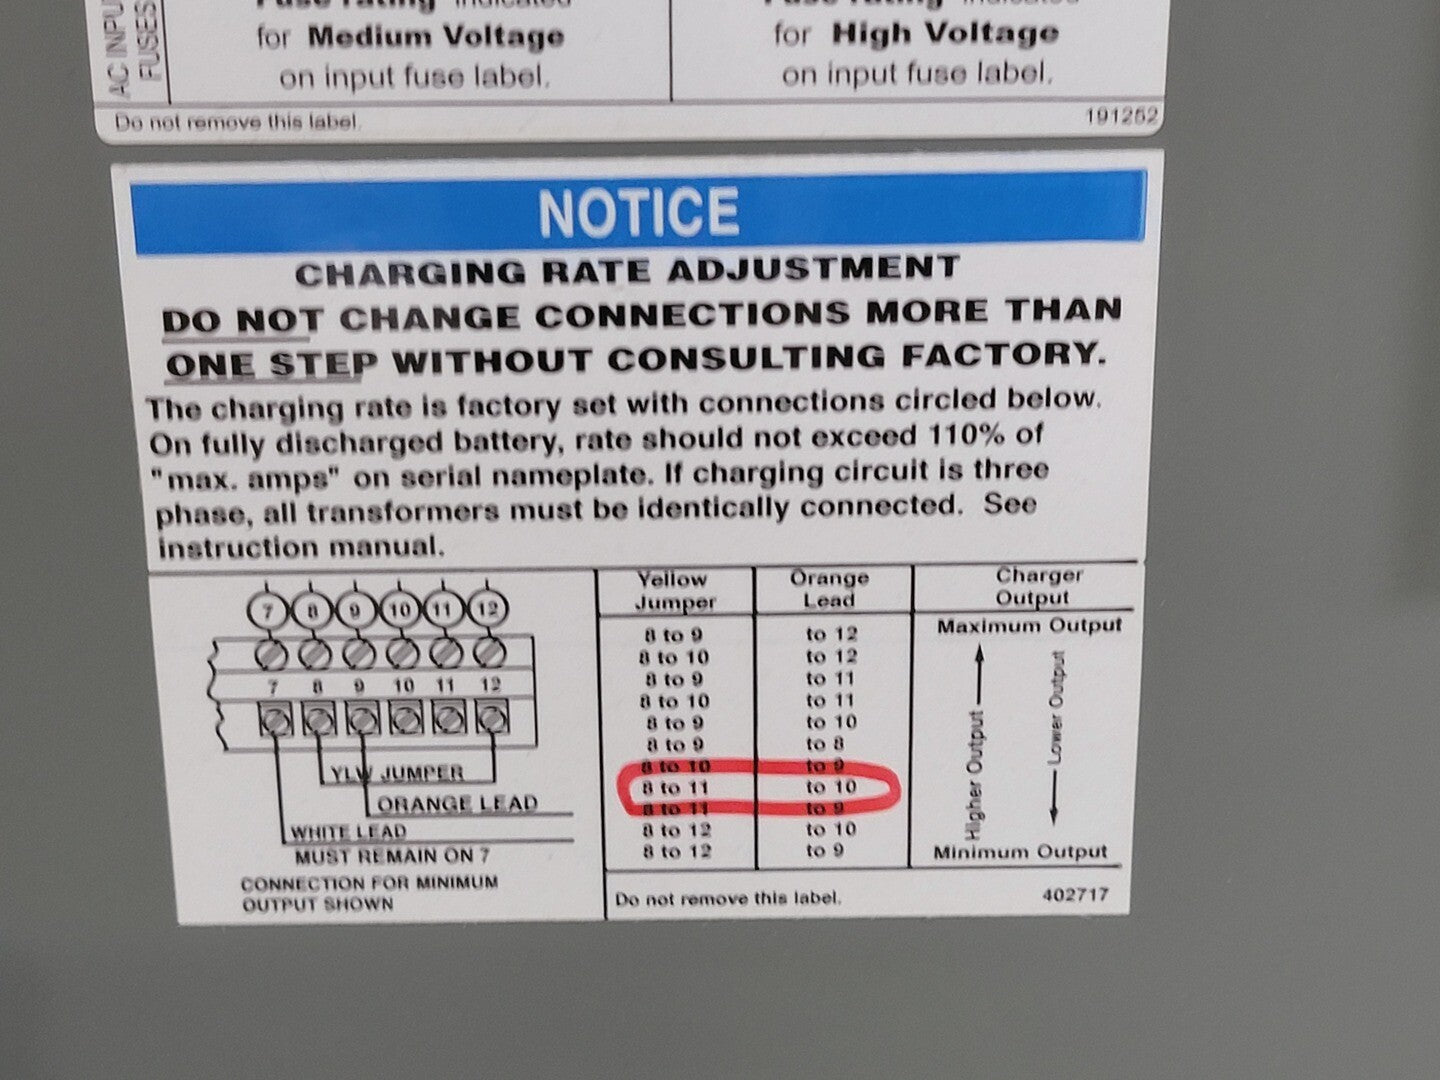 AC INPU
FUSES
Fuse rating indicated
for Medium Voltage
on input fuse label.
Fuse rating indicated
for High Voltage
on input fuse label.
Do not remove this label.
191252
NOTICE
CHARGING RATE ADJUSTMENT
DO NOT CHANGE CONNECTIONS MORE THAN
ONE STEP WITHOUT CONSULTING FACTORY.
The charging rate is factory set with connections circled below.
On fully discharged battery, rate should not exceed 110% of
"max. amps" on serial nameplate. If charging circuit is three
phase, all transformers must be identically connected. See
instruction manual.
7 8 9 10 11 12
7 8 9 10 11 12
YLW JUMPER
ORANGE LEAD
WHITE LEAD
MUST REMAIN ON 7
CONNECTION FOR MINIMUM
OUTPUT SHOWN
Yellow Jumper Orange Lead Charger Output
8 to 9 to 12 Maximum Output
8 to 10 to 12
8 to 9 to 11
8 to 10 to 11
8 to 9 to 10
8 to 9 to 8
8 to 10 to 9
8 to 11 to 10
8 to 11 to 9
8 to 12 to 10
8 to 12 to 9 Minimum Output
Higher Output
Lower Output
Do not remove this label.
402717